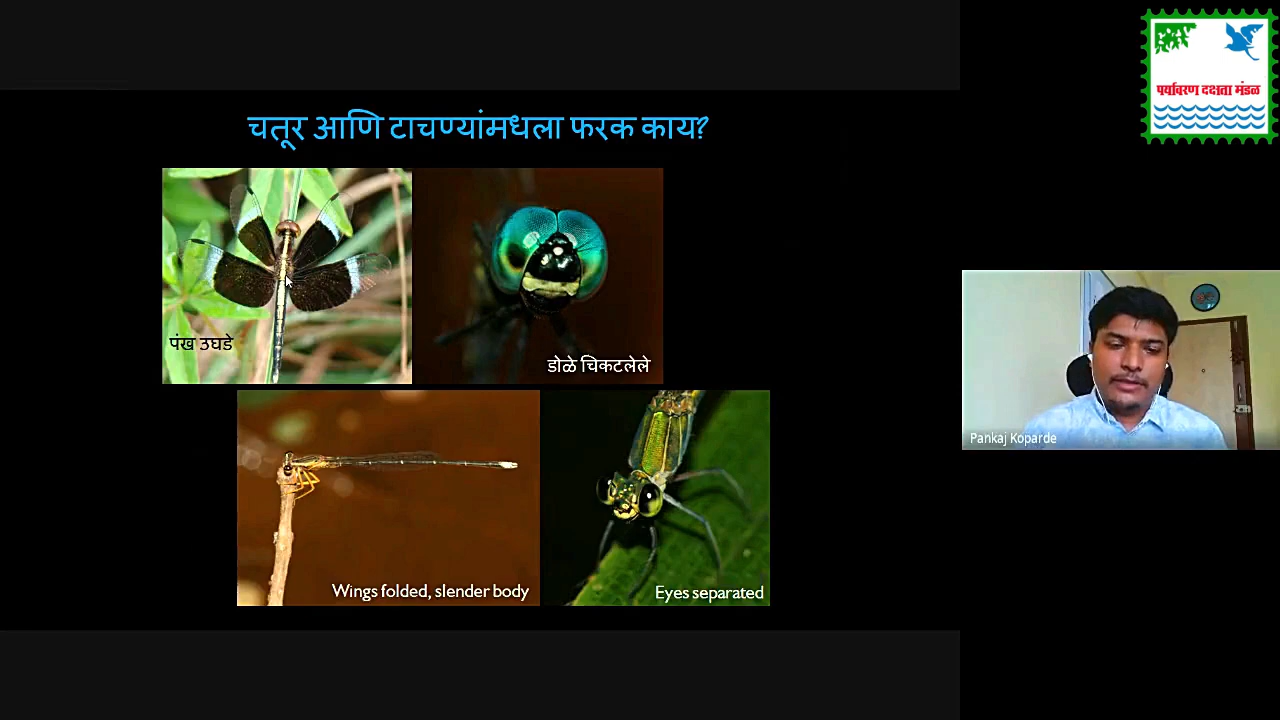 पर्यावरण दक्षता मंडळ
चतूर आणि टाचण्यांमधला फरक काय?
पंख उघडे
डोळे चिकटलेले
Wings folded, slender body
Eyes separated
Pankaj Koparde